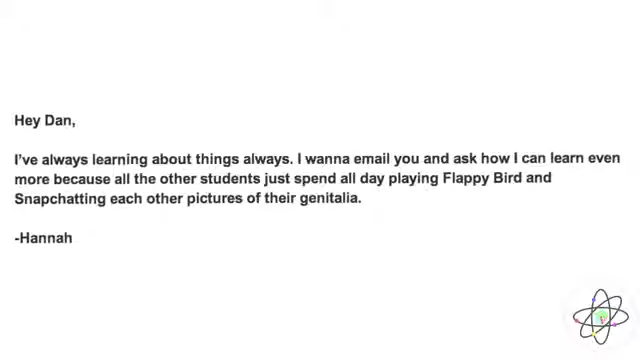 Hey Dan,
I've always learning about things always. I wanna email you and ask how I can learn even
more because all the other students just spend all day playing Flappy Bird and
Snapchatting each other pictures of their genitalia.
-Hannah